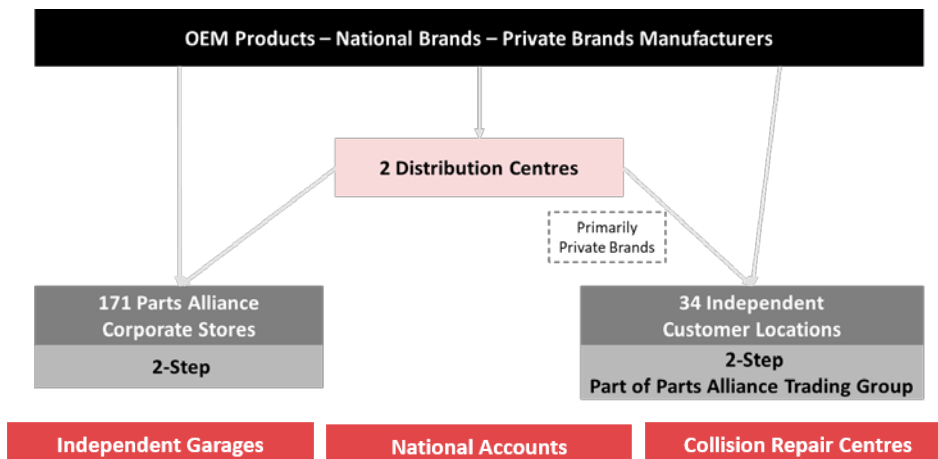 OEM Products – National Brands – Private Brands Manufacturers
2 Distribution Centres
Primarily
Private Brands
171 Parts Alliance
Corporate Stores
2-Step
34 Independent
Customer Locations
2-Step
Part of Parts Alliance Trading Group
Independent Garages
National Accounts
Collision Repair Centres